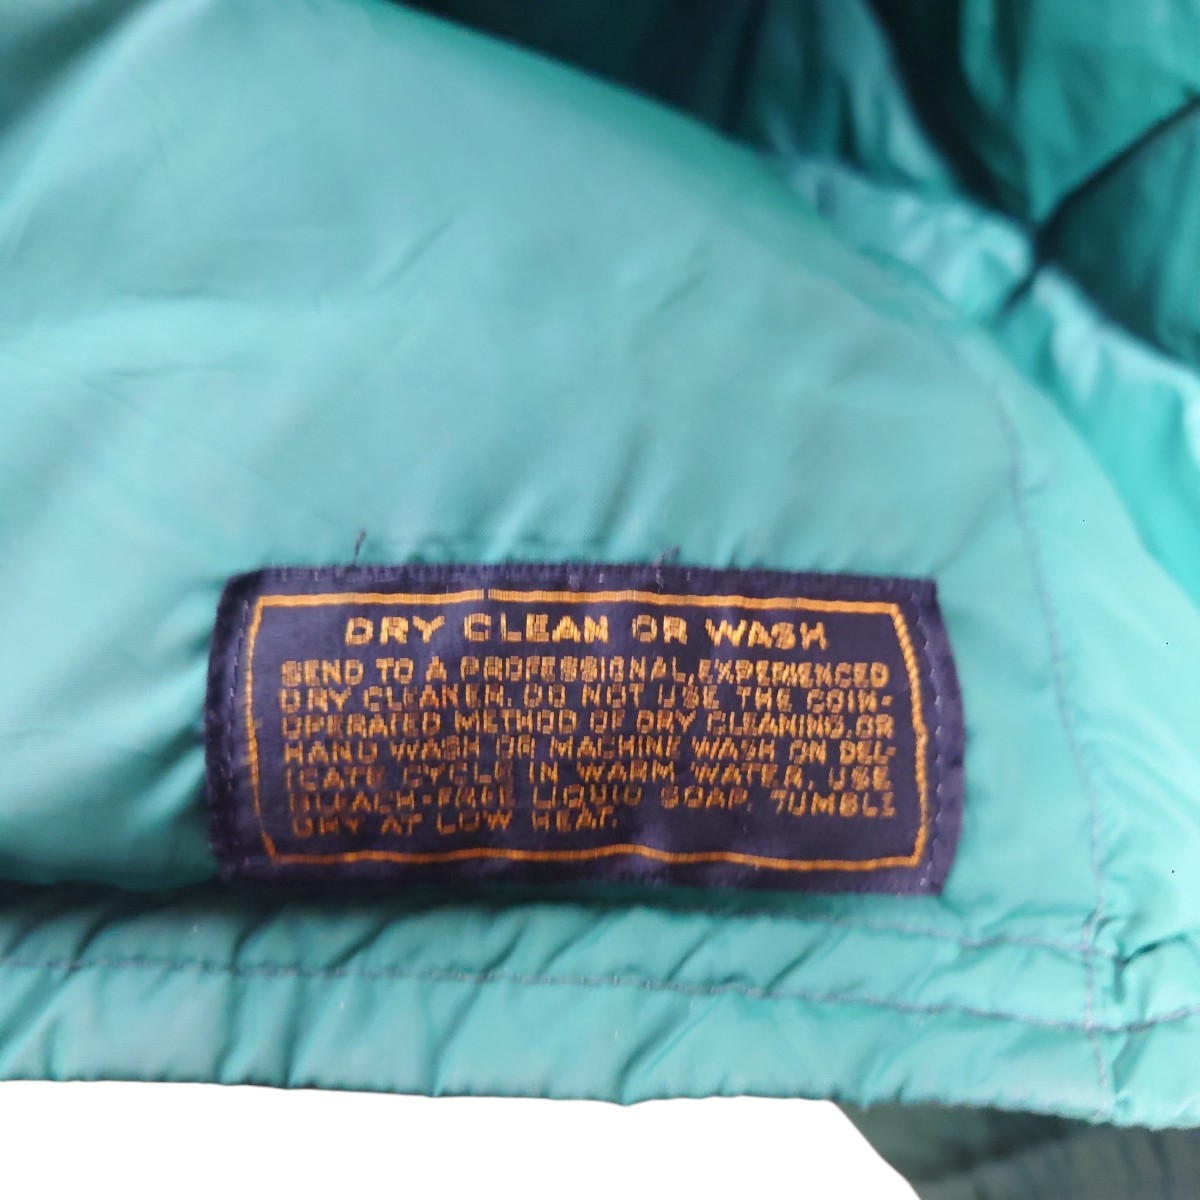 DRY CLEAN OR WASH
SEND TO A PROFESSIONAL, EXPERIENCED
DRY CLEANER. DO NOT USE THE COIN-
OPERATED METHOD OF DRY CLEANING. OR
HAND WASH OR MACHINE WASH ON DEL-
ICATE CYCLE IN WARM WATER. USE
BLEACH-FREE LIQUID SOAP. TUMBLE
DRY AT LOW HEAT.